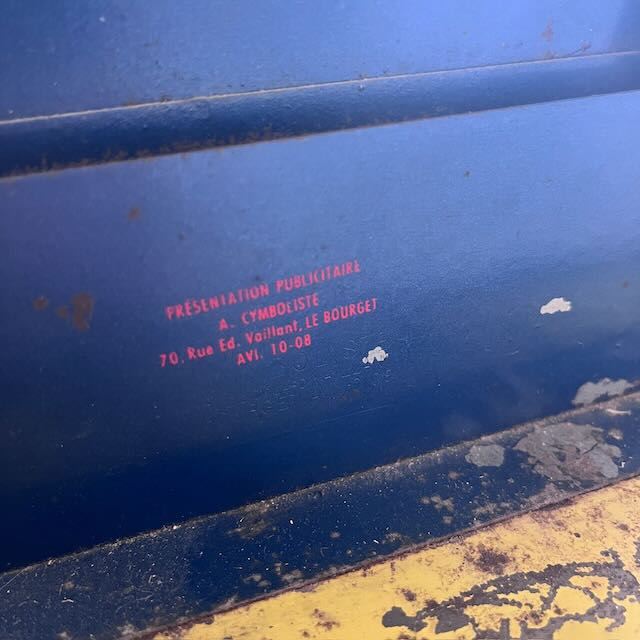 PRÉSENTATION PUBLICITAIRE
A. CYMBOLISTE
70, Rue Ed. Vaillant, LE BOURGET
AVI. 10-08